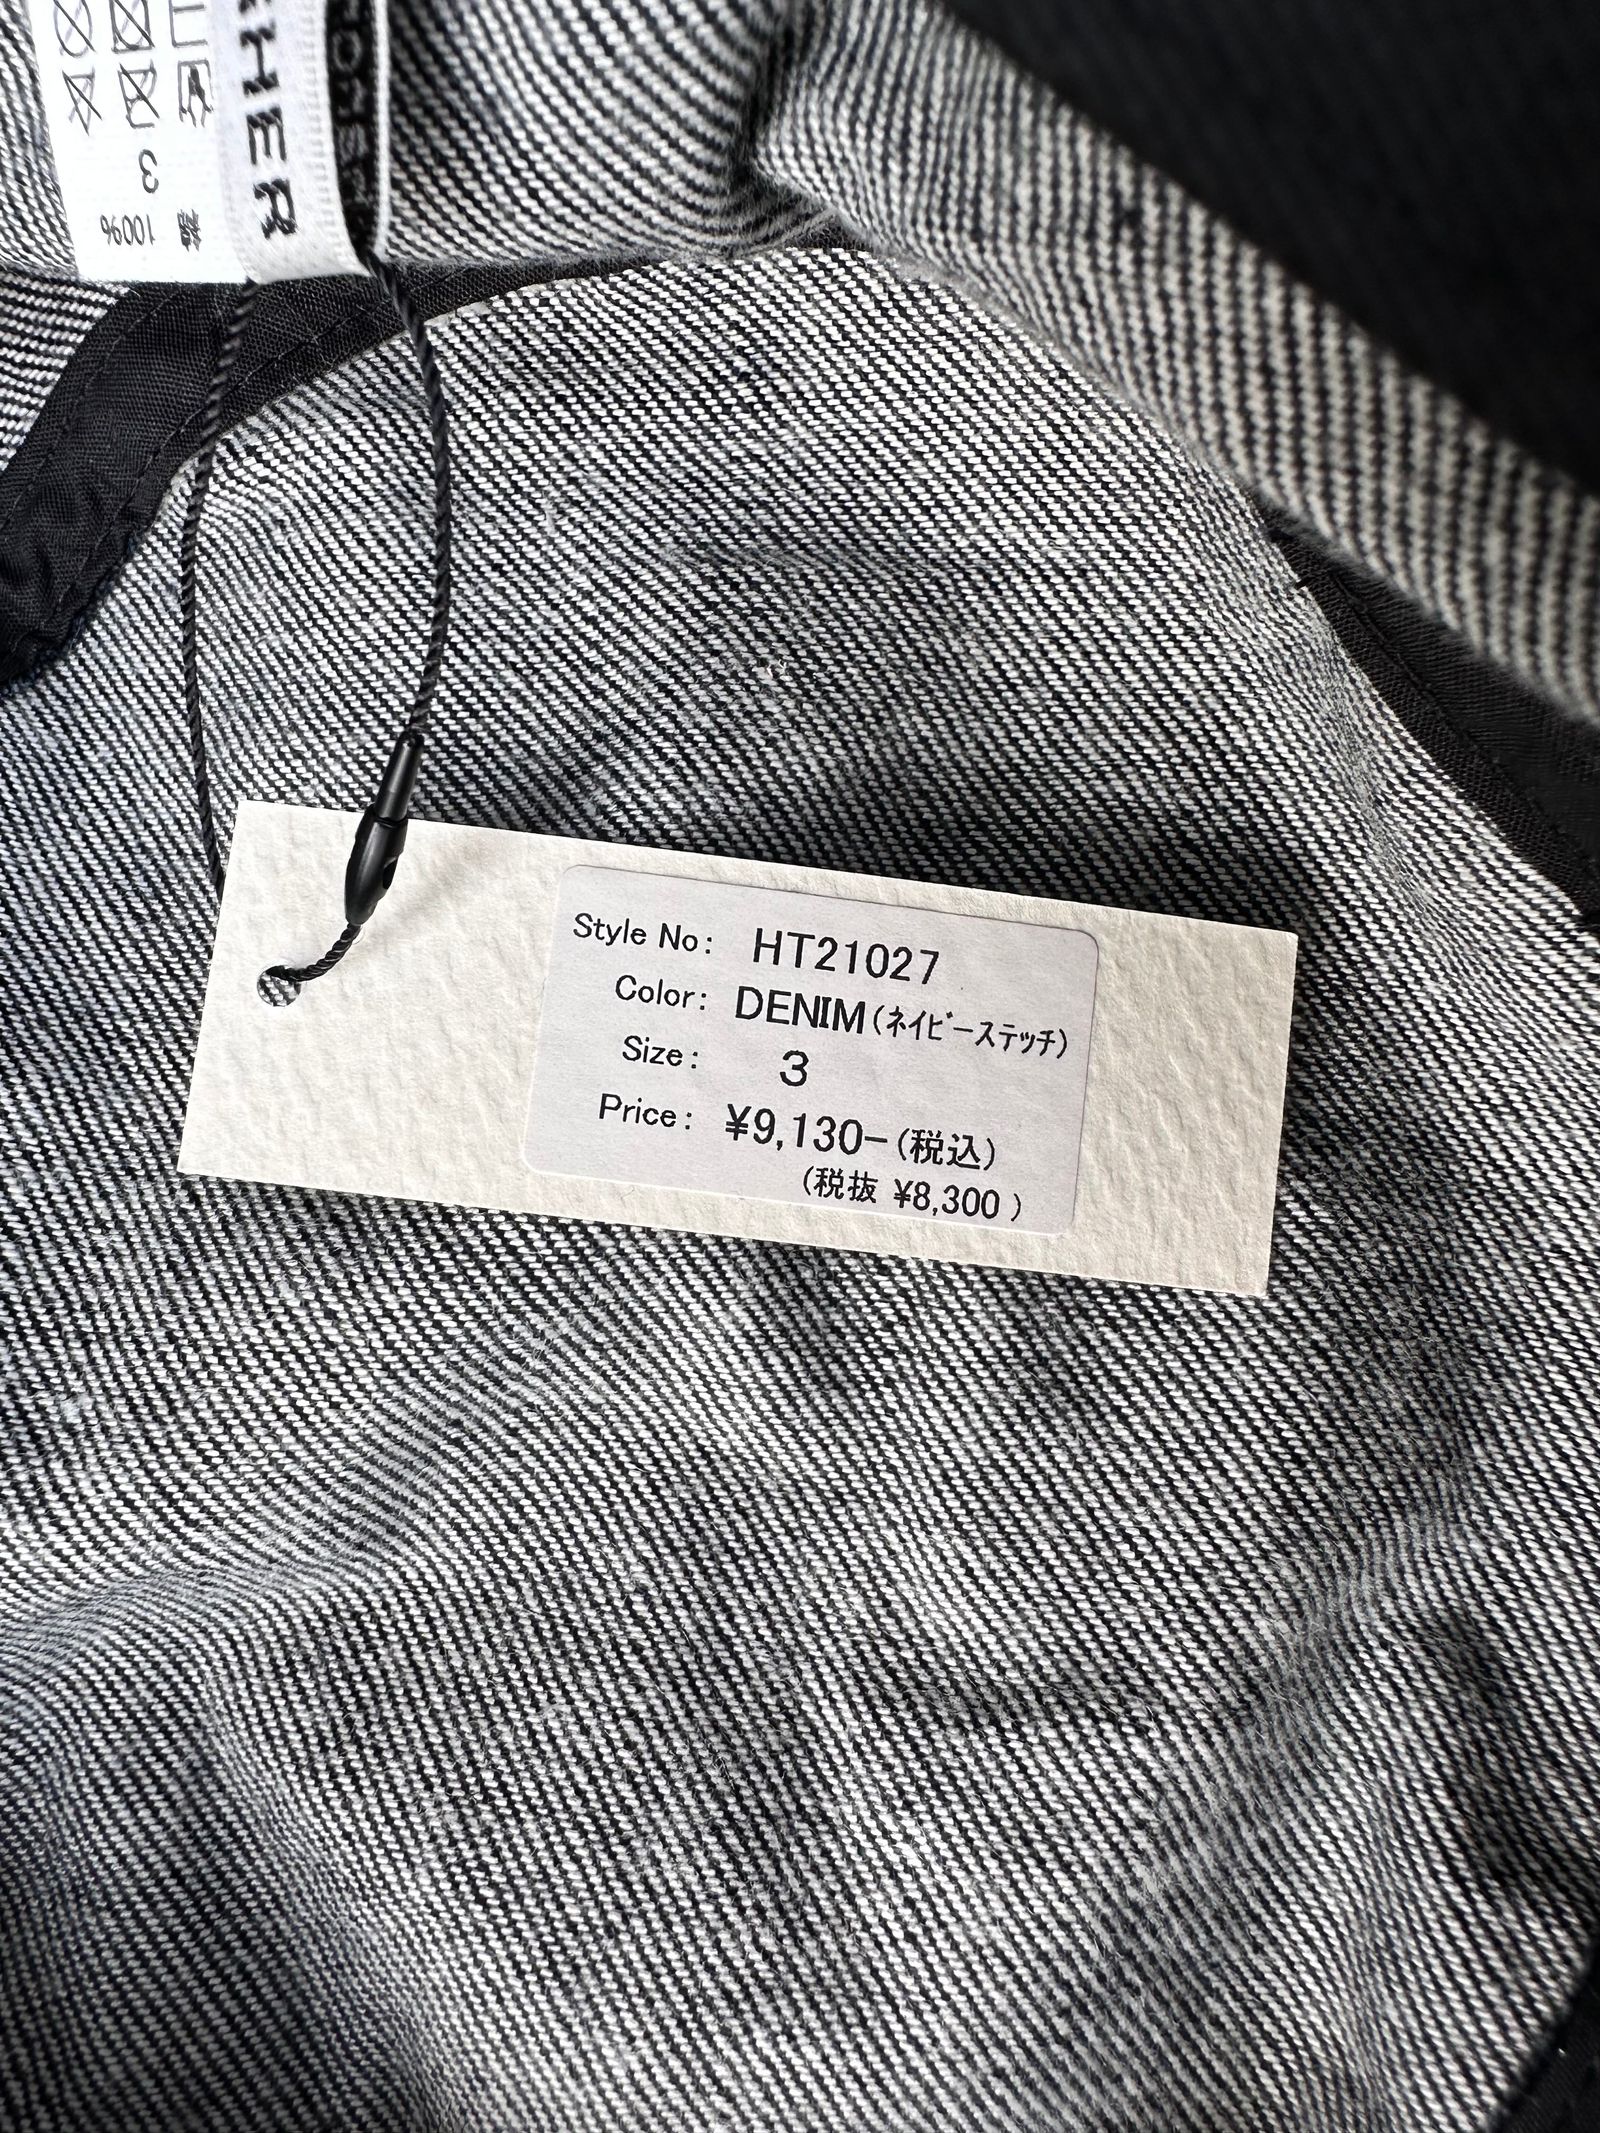 HER
3
綿 100%
Style No: HT21027
Color: DENIM(ネイビーステッチ)
Size: 3
Price: ¥9,130-(税込)
(税抜 ¥8,300 )